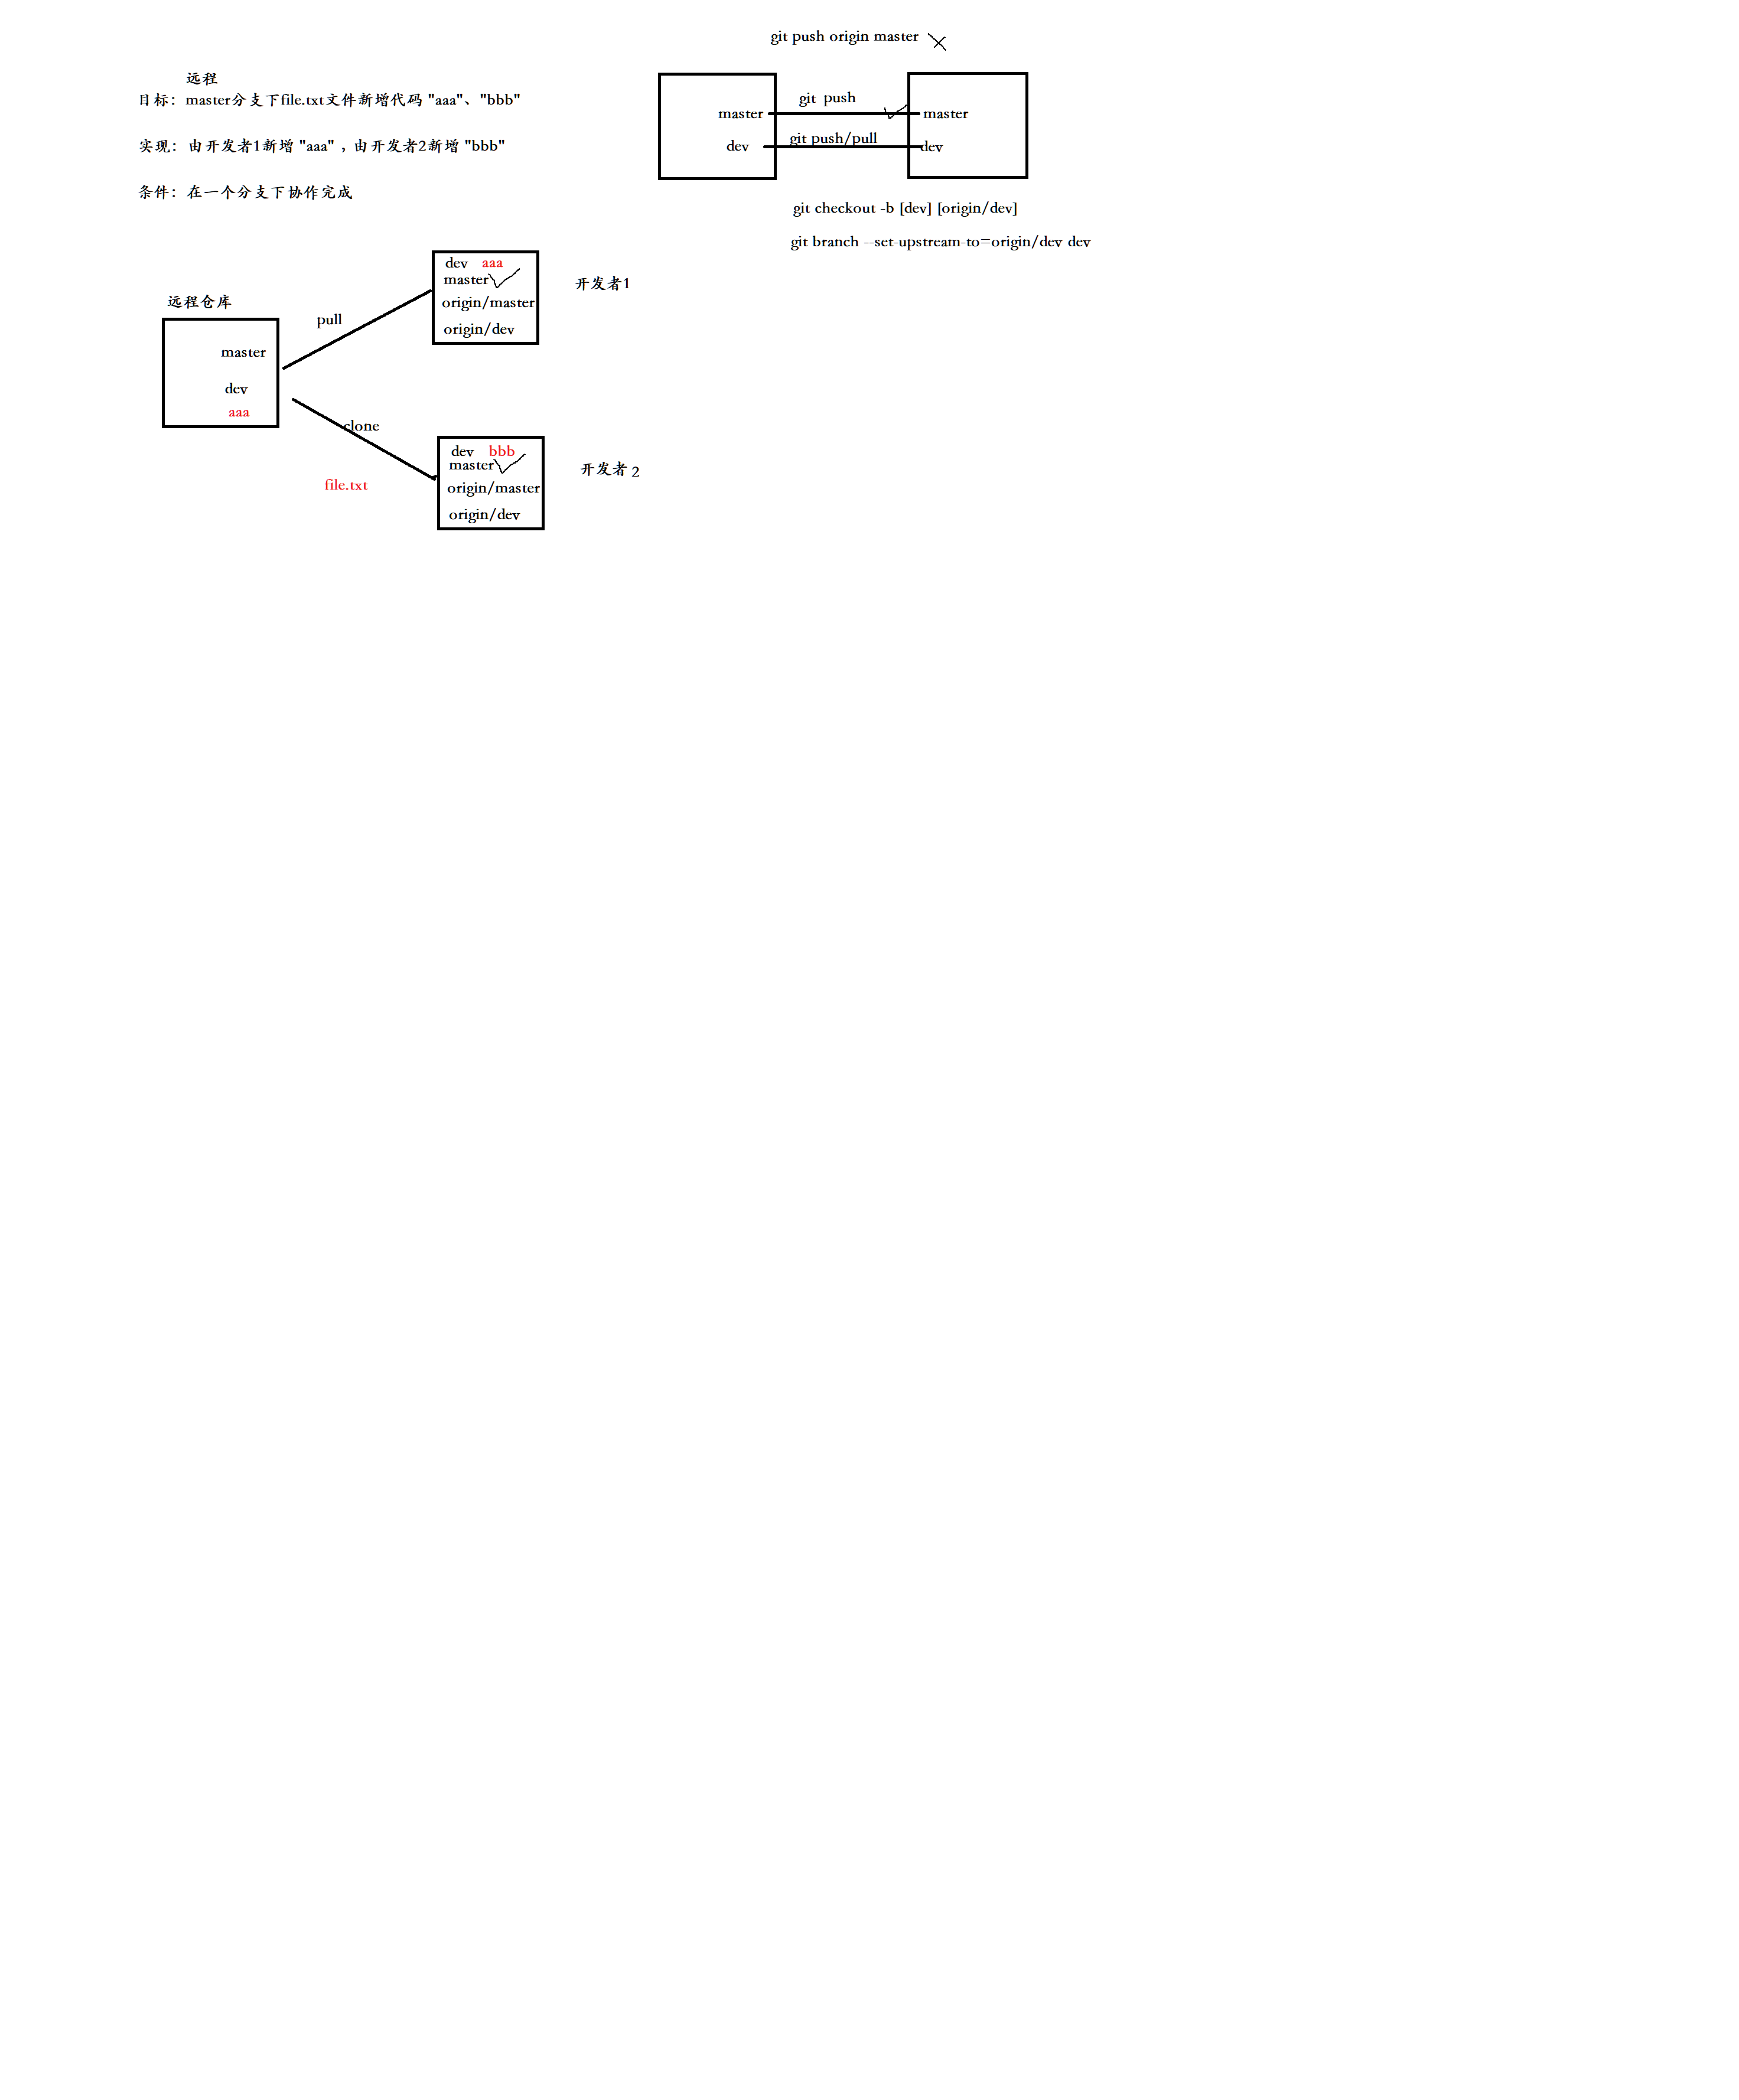 远程
目标：master分支下file.txt文件新增代码 "aaa"、"bbb"
实现：由开发者1新增 "aaa"，由开发者2新增 "bbb"
条件：在一个分支下协作完成
git push origin master
git push
master
master
git push/pull
dev
dev
git checkout -b [dev] [origin/dev]
git branch --set-upstream-to=origin/dev dev
远程仓库
master
dev
aaa
pull
clone
file.txt
dev aaa
master
origin/master
origin/dev
开发者1
dev bbb
master
origin/master
origin/dev
开发者2